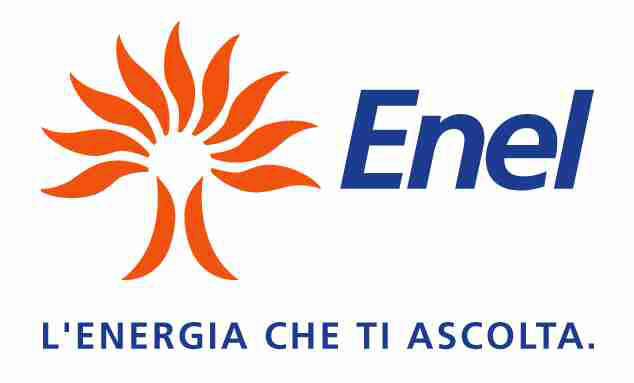 Enel
L'ENERGIA CHE TI ASCOLTA.